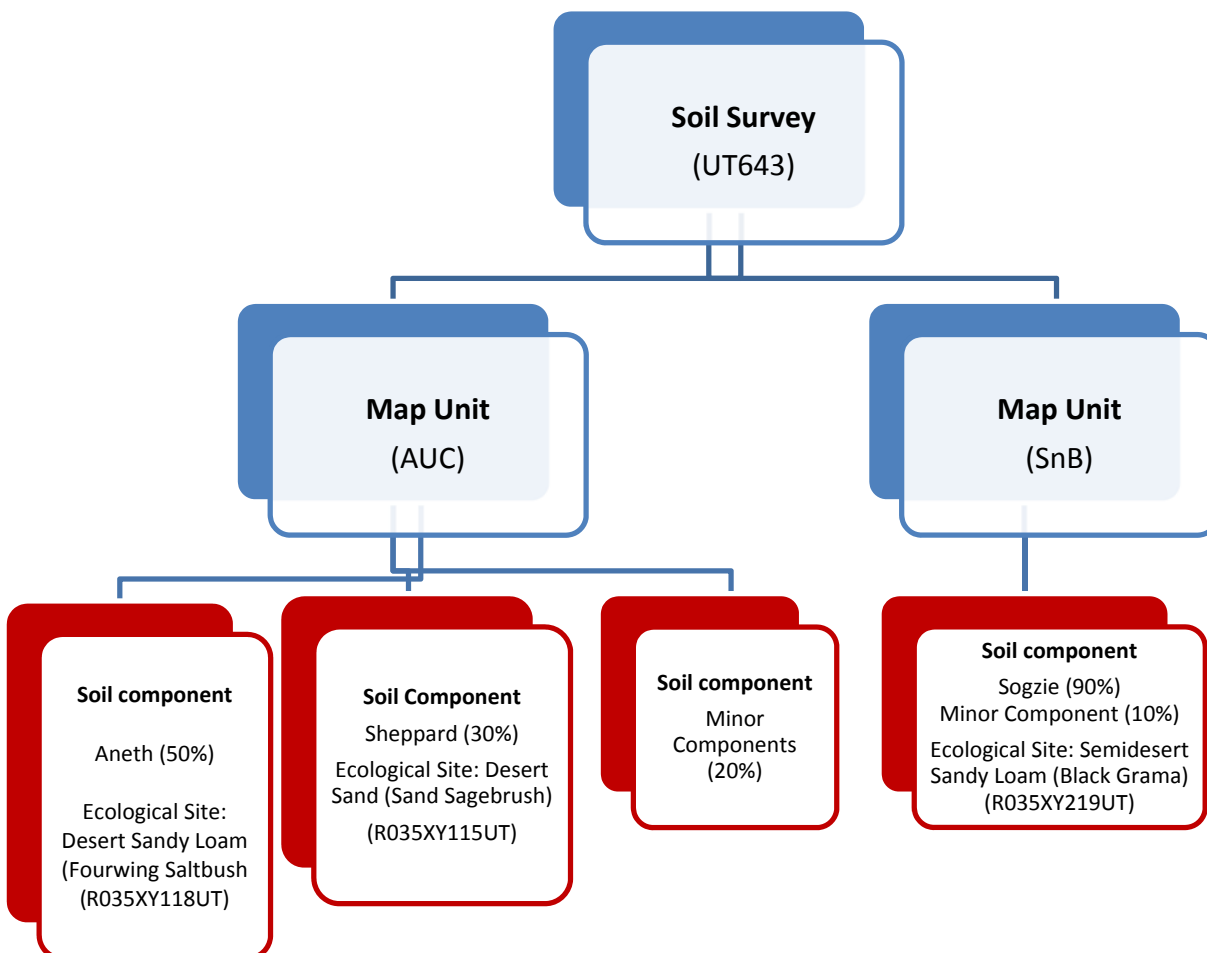 Soil Survey
(UT643)
Map Unit
(AUC)
Map Unit
(SnB)
Soil component
Aneth (50%)
Ecological Site:
Desert Sandy Loam
(Fourwing Saltbush
(R035XY118UT)
Soil Component
Sheppard (30%)
Ecological Site: Desert
Sand (Sand Sagebrush)
(R035XY115UT)
Soil component
Minor
Components
(20%)
Soil component
Sogzie (90%)
Minor Component (10%)
Ecological Site: Semidesert
Sandy Loam (Black Grama)
(R035XY219UT)